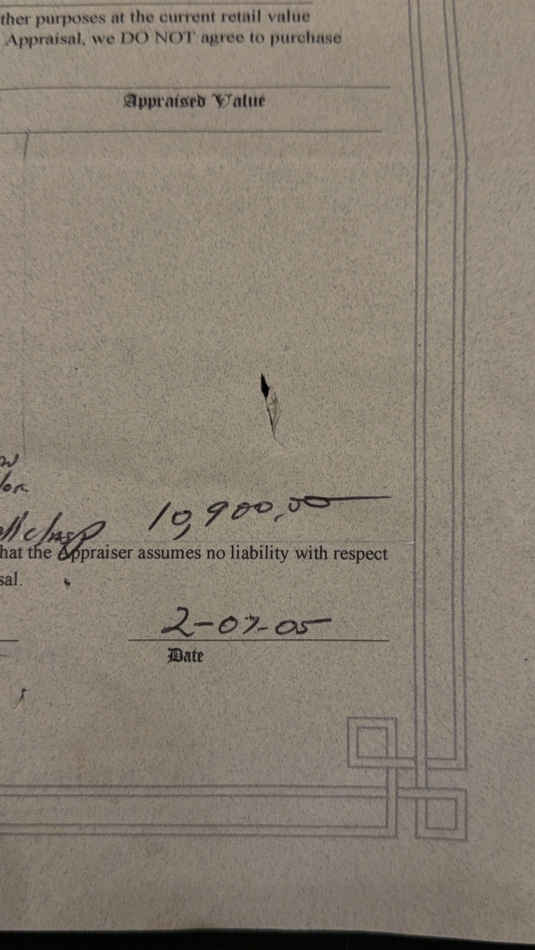 ther purposes at the current retail value
Appraisal, we DO NOT agree to purchase
Appraised Value
10,900.00
hat the Appraiser assumes no liability with respect
sal.
2-07-05
Date